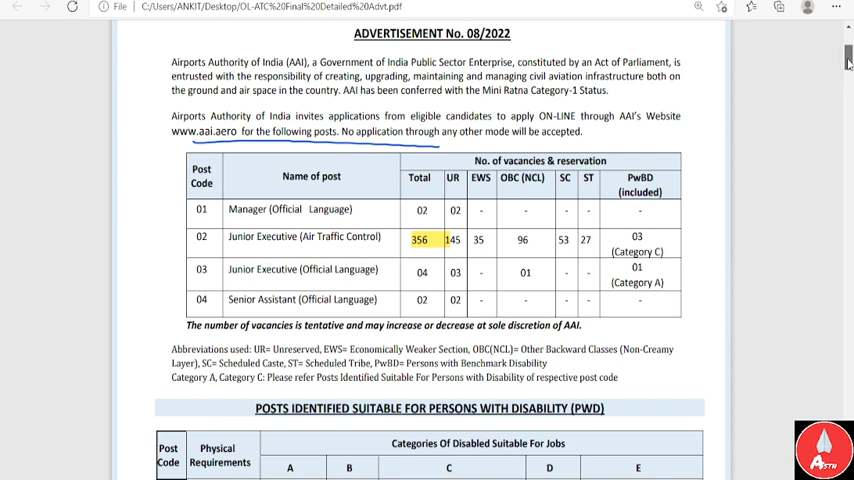 File C:/Users/ANKIT/Desktop/OL-ATC%20Final%20Detailed%20Advt.pdf
ADVERTISEMENT No. 08/2022
Airports Authority of India (AAI), a Government of India Public Sector Enterprise, constituted by an Act of Parliament, is
entrusted with the responsibility of creating, upgrading, maintaining and managing civil aviation infrastructure both on
the ground and air space in the country. AAI has been conferred with the Mini Ratna Category-1 Status.
Airports Authority of India invites applications from eligible candidates to apply ON-LINE through AAI's Website
www.aai.aero for the following posts. No application through any other mode will be accepted.
Post Code Name of post No. of vacancies & reservation
Total UR EWS OBC (NCL) SC ST PwBD (included)
01 Manager (Official Language) 02 02 - - - - -
02 Junior Executive (Air Traffic Control) 356 145 35 96 53 27 03 (Category C)
03 Junior Executive (Official Language) 04 03 - 01 - - 01 (Category A)
04 Senior Assistant (Official Language) 02 02 - - - - -
The number of vacancies is tentative and may increase or decrease at sole discretion of AAI.
Abbreviations used: UR= Unreserved, EWS= Economically Weaker Section, OBC(NCL)= Other Backward Classes (Non-Creamy
Layer), SC= Scheduled Caste, ST= Scheduled Tribe, PwBD= Persons with Benchmark Disability
Category A, Category C: Please refer Posts Identified Suitable For Persons with Disability of respective post code
POSTS IDENTIFIED SUITABLE FOR PERSONS WITH DISABILITY (PWD)
Post Code Physical Requirements Categories Of Disabled Suitable For Jobs
A B C D E
ASTN